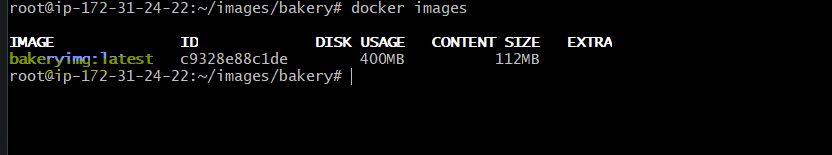 root@ip-172-31-24-22:~/images/bakery# docker images
IMAGE ID DISK USAGE CONTENT SIZE EXTRA
bakeryimg:latest c9328e88c1de 400MB 112MB
root@ip-172-31-24-22:~/images/bakery#